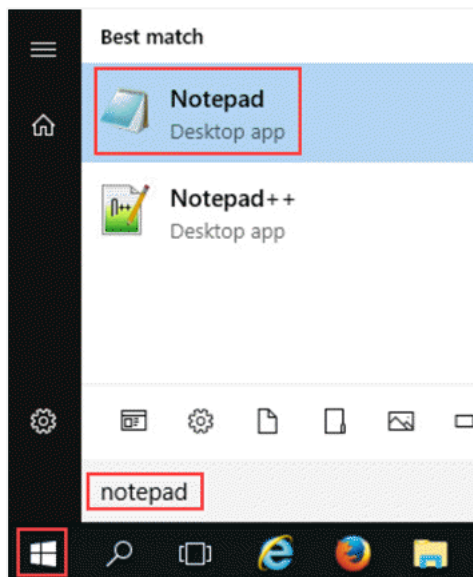 Best match
Notepad
Desktop app
Notepad++
Desktop app
notepad